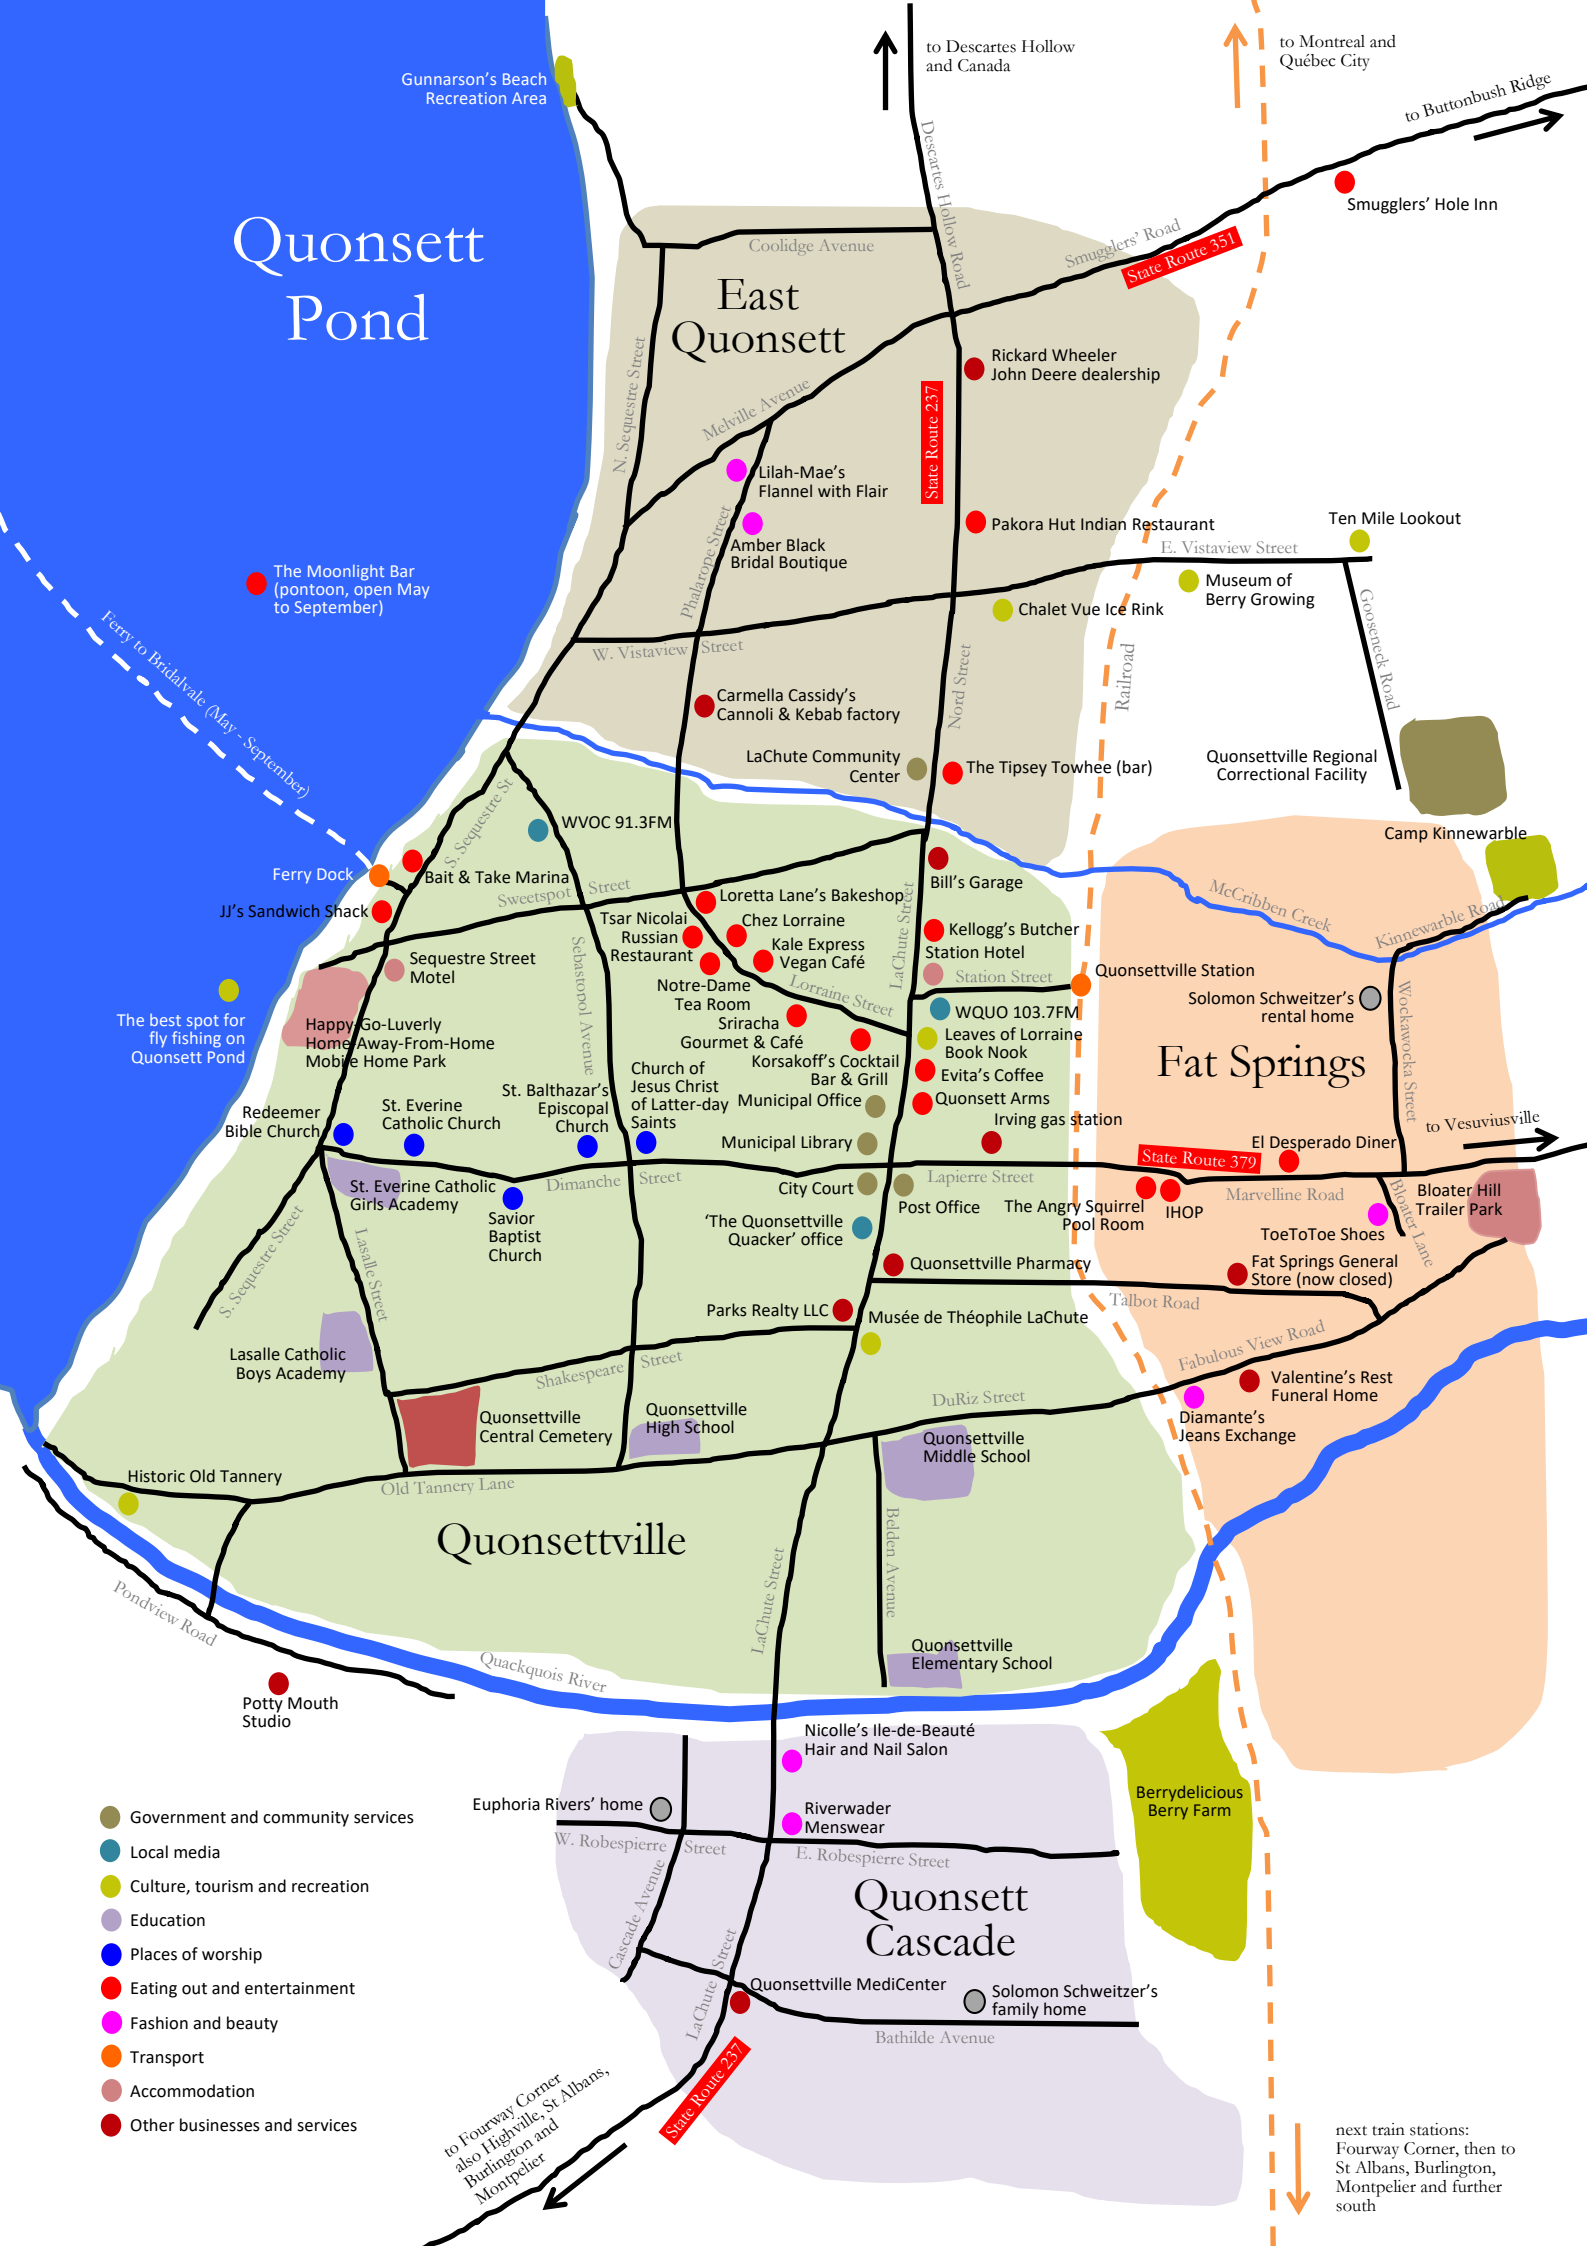 to Descartes Hollow
and Canada
to Montreal and
Québec City
to Buttonbush Ridge
Gunnarson's Beach
Recreation Area
Descartes Hollow Road
Smugglers' Hole Inn
Quonsett
Pond
Coolidge Avenue
Smugglers' Road
State Route 351
East
Quonsett
N. Sequestre Street
Rickard Wheeler
John Deere dealership
Melville Avenue
State Route 237
Lilah-Mae's
Flannel with Flair
Phalarope Street
Amber Black
Bridal Boutique
Pakora Hut Indian Restaurant
Ten Mile Lookout
E. Vistaview Street
The Moonlight Bar
(pontoon, open May
to September)
Museum of
Berry Growing
Chalet Vue Ice Rink
Gooseneck Road
Ferry to Bridalvale (May - September)
W. Vistaview Street
Nord Street
Railroad
Carmella Cassidy's
Cannoli & Kebab factory
LaChute Community
Center
The Tipsey Towhee (bar)
Quonsettville Regional
Correctional Facility
S. Sequestre St
WVOC 91.3FM
Camp Kinnewarble
Ferry Dock
Bait & Take Marina
Bill's Garage
Sweetspot Street
Loretta Lane's Bakeshop
McCribben Creek
Kinnewarble Road
JJ's Sandwich Shack
Tsar Nicolai
Russian
Restaurant
Chez Lorraine
Kale Express
Vegan Café
LaChute Street
Kellogg's Butcher
Station Hotel
Sequestre Street
Motel
Sebastopol Avenue
Notre-Dame
Tea Room
Lorraine Street
Station Street
Quonsettville Station
Solomon Schweitzer's
rental home
Wockawocka Street
The best spot for
fly fishing on
Quonsett Pond
Happy-Go-Luverly
Home-Away-From-Home
Mobile Home Park
Sriracha
Gourmet & Café
WQUO 103.7FM
Leaves of Lorraine
Book Nook
Fat Springs
Korsakoff's Cocktail
Bar & Grill
Evita's Coffee
Church of
Jesus Christ
of Latter-day
Saints
St. Balthazar's
Episcopal
Church
Municipal Office
Quonsett Arms
Redeemer
Bible Church
St. Everine
Catholic Church
Irving gas station
to Vesuviusville
Municipal Library
State Route 379
El Desperado Diner
St. Everine Catholic
Girls Academy
Dimanche Street
City Court
Lapierre Street
Post Office
The Angry Squirrel
Pool Room
IHOP
Marvelline Road
Bloater Lane
Bloater Hill
Trailer Park
Savior
Baptist
Church
'The Quonsettville
Quacker' office
ToeToToe Shoes
S. Sequestre Street
Lasalle Street
Quonsettville Pharmacy
Fat Springs General
Store (now closed)
Talbot Road
Parks Realty LLC
Musée de Théophile LaChute
Lasalle Catholic
Boys Academy
Shakespeare Street
Fabulous View Road
Valentine's Rest
Funeral Home
DuRiz Street
Diamante's
Jeans Exchange
Quonsettville
Central Cemetery
Quonsettville
High School
Quonsettville
Middle School
Historic Old Tannery
Old Tannery Lane
Quonsettville
Belden Avenue
LaChute Street
Pondview Road
Quackquois River
Quonsettville
Elementary School
Potty Mouth
Studio
Nicolle's Ile-de-Beauté
Hair and Nail Salon
Berrydelicious
Berry Farm
Euphoria Rivers' home
Riverwader
Menswear
W. Robespierre Street
E. Robespierre Street
Cascade Avenue
Quonsett
Cascade
LaChute Street
Quonsettville MediCenter
Solomon Schweitzer's
family home
Bathilde Avenue
State Route 237
Government and community services
Local media
Culture, tourism and recreation
Education
Places of worship
Eating out and entertainment
Fashion and beauty
Transport
Accommodation
Other businesses and services
to Fourway Corner
also Highville, St Albans,
Burlington and
Montpelier
next train stations:
Fourway Corner, then to
St Albans, Burlington,
Montpelier and further
south